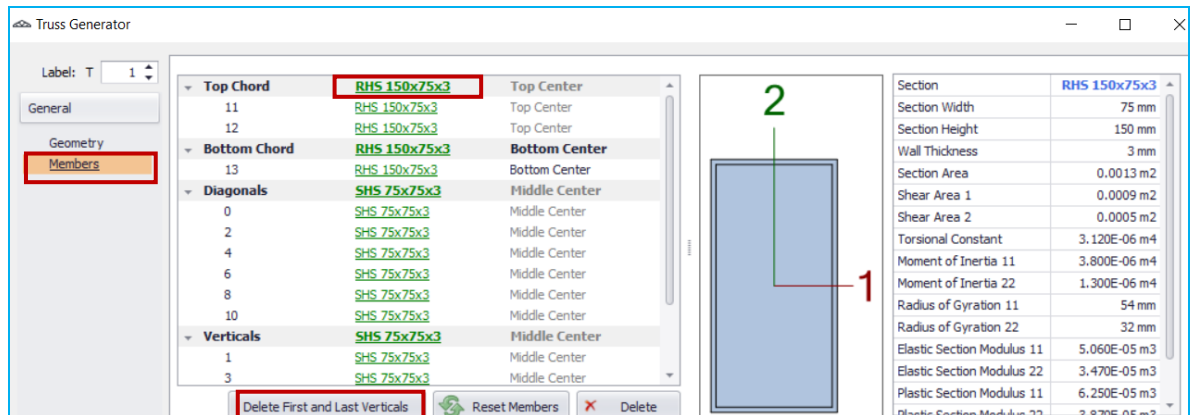 Truss Generator
Label: T 1
General
Geometry
Members
Top Chord RHS 150x75x3 Top Center
11 RHS 150x75x3 Top Center
12 RHS 150x75x3 Top Center
Bottom Chord RHS 150x75x3 Bottom Center
13 RHS 150x75x3 Bottom Center
Diagonals SHS 75x75x3 Middle Center
0 SHS 75x75x3 Middle Center
2 SHS 75x75x3 Middle Center
4 SHS 75x75x3 Middle Center
6 SHS 75x75x3 Middle Center
8 SHS 75x75x3 Middle Center
10 SHS 75x75x3 Middle Center
Verticals SHS 75x75x3 Middle Center
1 SHS 75x75x3 Middle Center
3 SHS 75x75x3 Middle Center
Delete First and Last Verticals Reset Members Delete
2
1
Section RHS 150x75x3
Section Width 75 mm
Section Height 150 mm
Wall Thickness 3 mm
Section Area 0.0013 m2
Shear Area 1 0.0009 m2
Shear Area 2 0.0005 m2
Torsional Constant 3.120E-06 m4
Moment of Inertia 11 3.800E-06 m4
Moment of Inertia 22 1.300E-06 m4
Radius of Gyration 11 54 mm
Radius of Gyration 22 32 mm
Elastic Section Modulus 11 5.060E-05 m3
Elastic Section Modulus 22 3.470E-05 m3
Plastic Section Modulus 11 6.250E-05 m3
Plastic Section Modulus 22 3.870E-05 m3